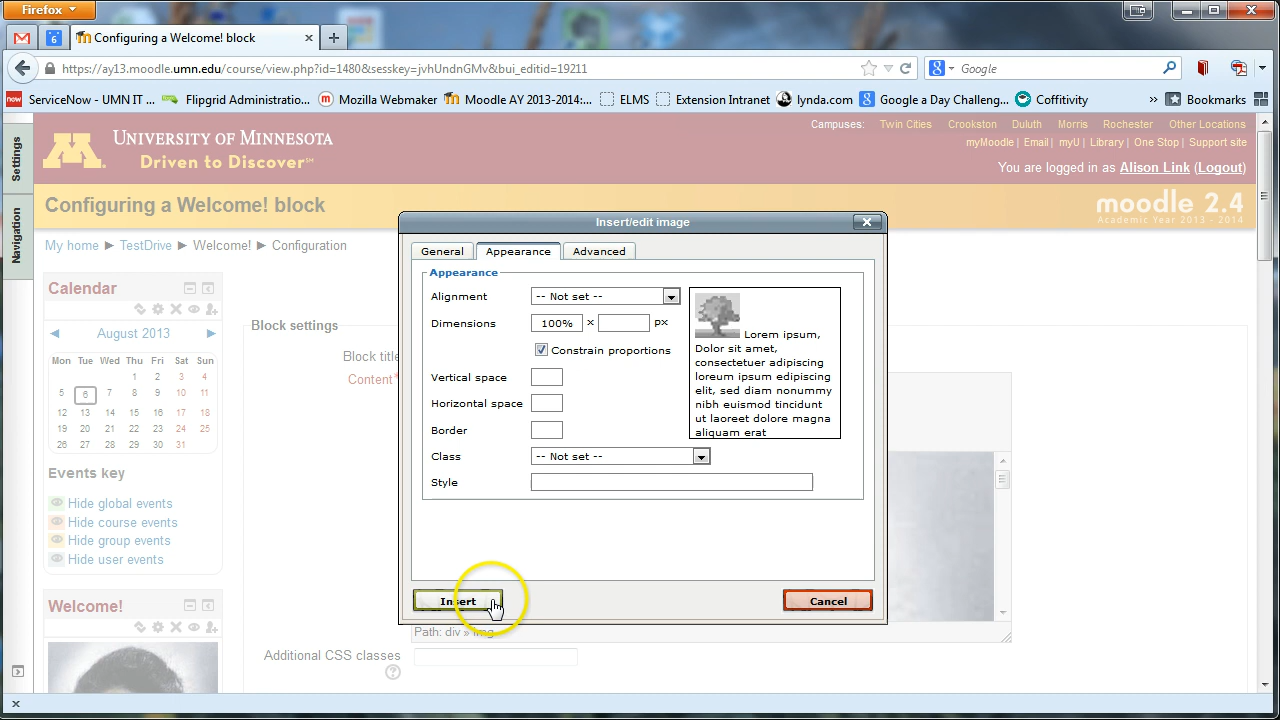 Firefox
6
Configuring a Welcome! block
https://ay13.moodle.umn.edu/course/view.php?id=1480&sesskey=jvhUndnGMv&bui_editid=19211
Google
ServiceNow - UMN IT ...
Flipgrid Administratio...
Mozilla Webmaker
Moodle AY 2013-2014:...
ELMS
Extension Intranet
lynda.com
Google a Day Challeng...
Coffitivity
»
Bookmarks
Settings
Navigation
UNIVERSITY OF MINNESOTA
Driven to Discover℠
Campuses: Twin Cities Crookston Duluth Morris Rochester Other Locations
myMoodle | Email | myU | Library | One Stop | Support site
You are logged in as Alison Link (Logout)
Configuring a Welcome! block
moodle 2.4
Academic Year 2013 - 2014
My home ► TestDrive ► Welcome! ► Configuration
Calendar
August 2013
Mon Tue Wed Thu Fri Sat Sun
1 2 3 4
5 6 7 8 9 10 11
12 13 14 15 16 17 18
19 20 21 22 23 24 25
26 27 28 29 30 31
Events key
Hide global events
Hide course events
Hide group events
Hide user events
Welcome!
Block settings
Block title
Content*
Insert/edit image
General
Appearance
Advanced
Appearance
Alignment
-- Not set --
Dimensions
100% x px
Constrain proportions
Vertical space
Horizontal space
Border
Class
-- Not set --
Style
Lorem ipsum,
Dolor sit amet,
consectetuer adipiscing
loreum ipsum edipiscing
elit, sed diam nonummy
nibh euismod tincidunt
ut laoreet dolore magna
aliquam erat
Insert
Cancel
Path: div » img
Additional CSS classes